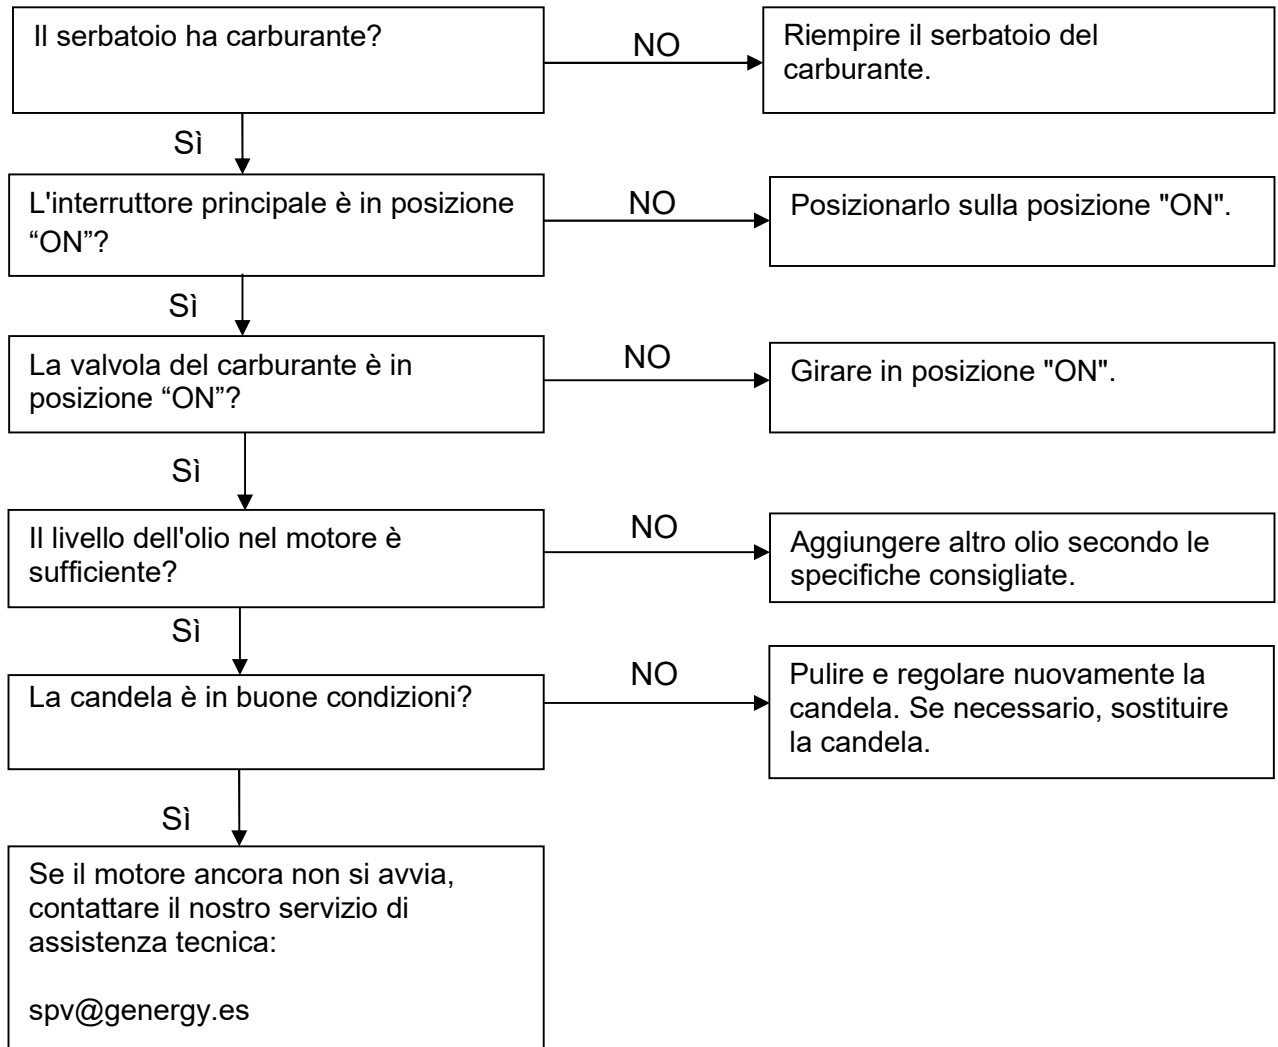 Il serbatoio ha carburante?
NO
Riempire il serbatoio del
carburante.
Sì
L'interruttore principale è in posizione
“ON”?
NO
Posizionarlo sulla posizione "ON".
Sì
La valvola del carburante è in
posizione “ON”?
NO
Girare in posizione "ON".
Sì
Il livello dell'olio nel motore è
sufficiente?
NO
Aggiungere altro olio secondo le
specifiche consigliate.
Sì
La candela è in buone condizioni?
NO
Pulire e regolare nuovamente la
candela. Se necessario, sostituire
la candela.
Sì
Se il motore ancora non si avvia,
contattare il nostro servizio di
assistenza tecnica:
spv@genergy.es